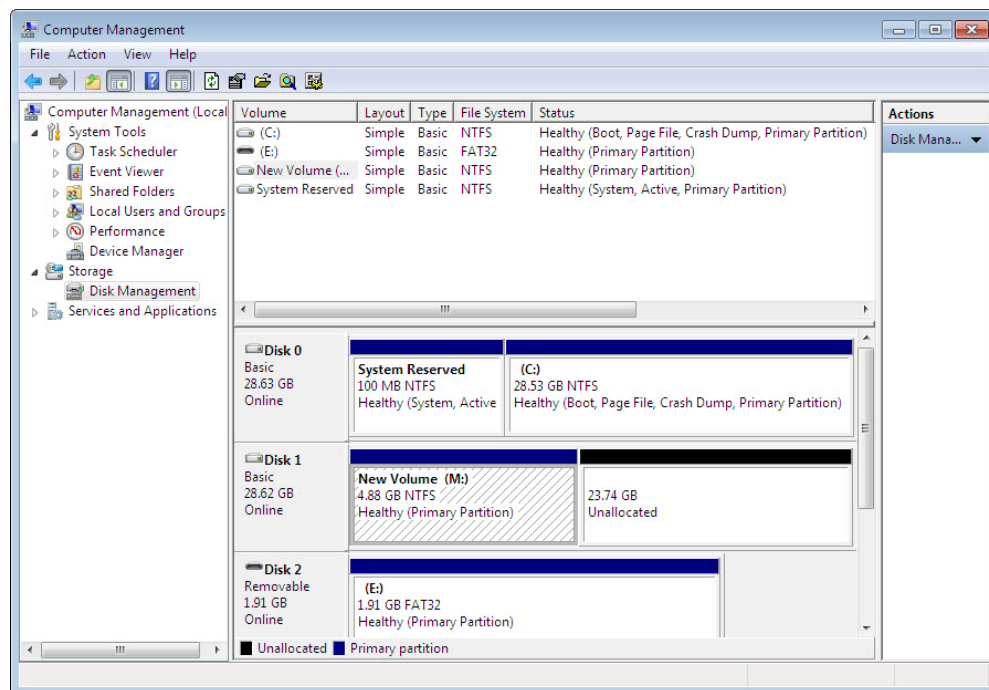 Computer Management
File Action View Help
Computer Management (Local
System Tools
Task Scheduler
Event Viewer
Shared Folders
Local Users and Groups
Performance
Device Manager
Storage
Disk Management
Services and Applications
Volume Layout Type File System Status
(C:) Simple Basic NTFS Healthy (Boot, Page File, Crash Dump, Primary Partition)
(E:) Simple Basic FAT32 Healthy (Primary Partition)
New Volume (... Simple Basic NTFS Healthy (Primary Partition)
System Reserved Simple Basic NTFS Healthy (System, Active, Primary Partition)
Disk 0
Basic
28.63 GB
Online
System Reserved
100 MB NTFS
Healthy (System, Active
(C:)
28.53 GB NTFS
Healthy (Boot, Page File, Crash Dump, Primary Partition)
Disk 1
Basic
28.62 GB
Online
New Volume (M:)
4.88 GB NTFS
Healthy (Primary Partition)
23.74 GB
Unallocated
Disk 2
Removable
1.91 GB
Online
(E:)
1.91 GB FAT32
Healthy (Primary Partition)
Unallocated Primary partition
Actions
Disk Mana...